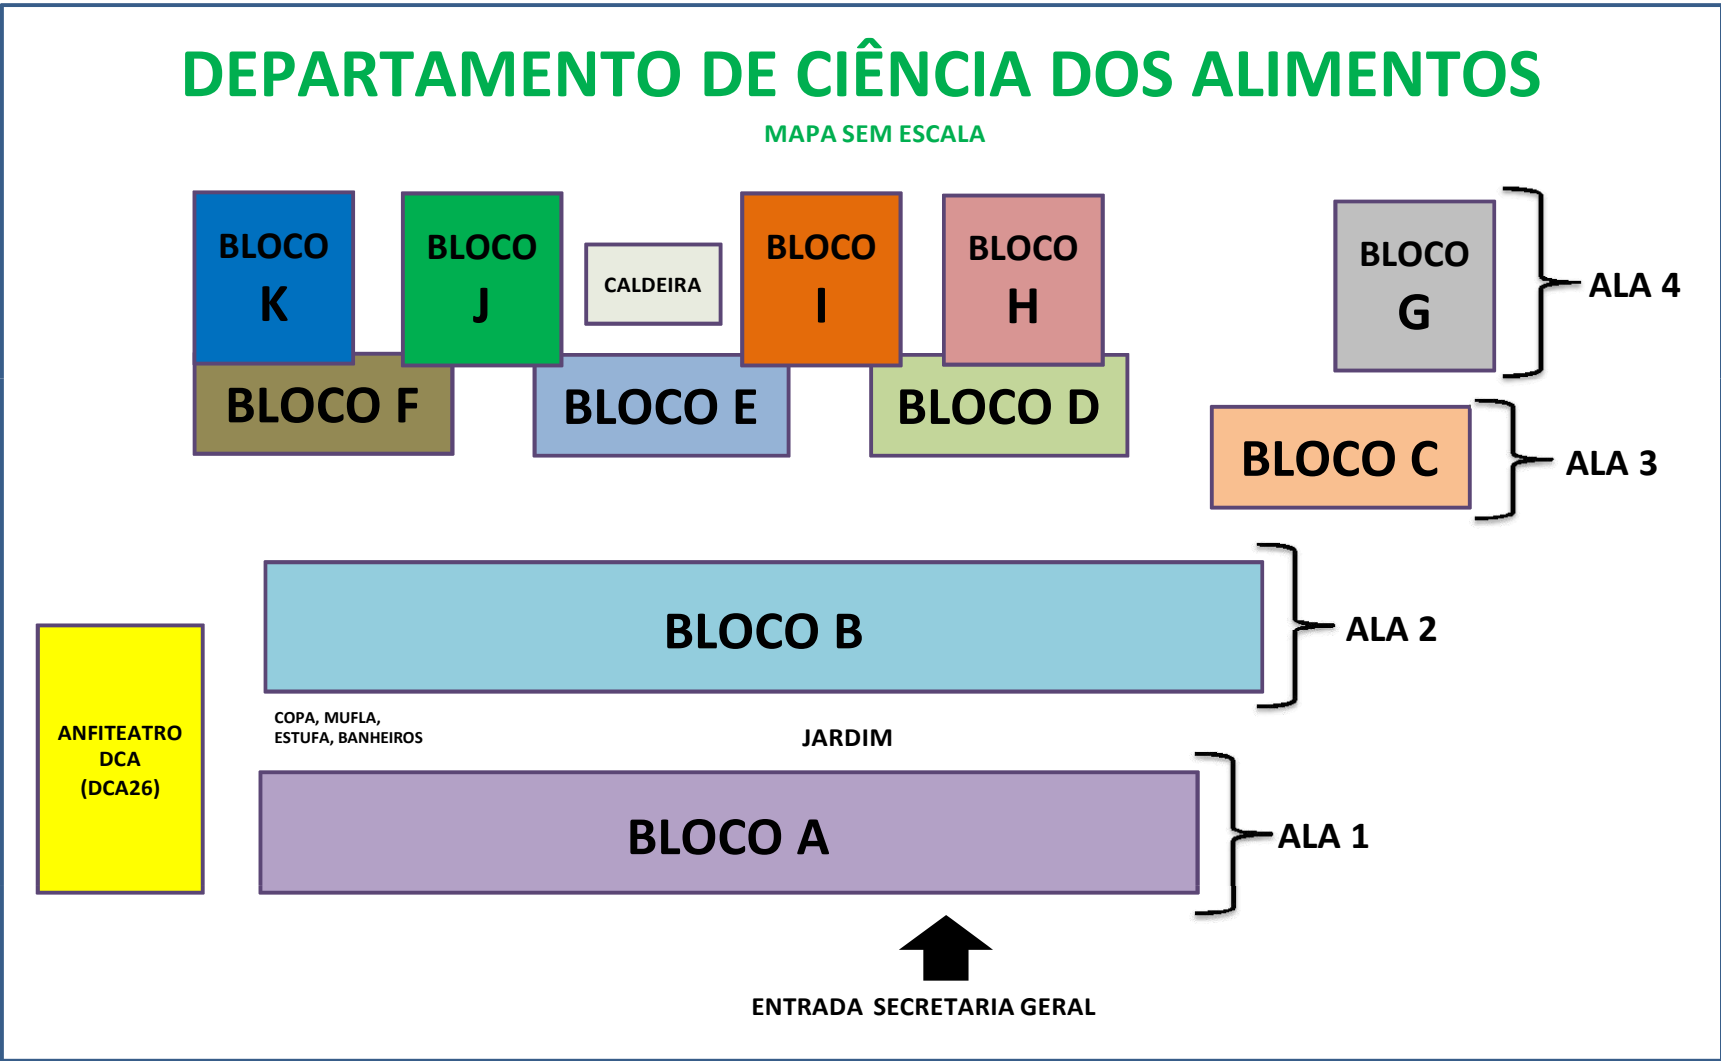 DEPARTAMENTO DE CIÊNCIA DOS ALIMENTOS
MAPA SEM ESCALA
BLOCO
K
BLOCO
J
CALDEIRA
BLOCO
I
BLOCO
H
BLOCO
G
ALA 4
BLOCO F
BLOCO E
BLOCO D
BLOCO C
ALA 3
BLOCO B
ALA 2
ANFITEATRO
DCA
(DCA26)
COPA, MUFLA,
ESTUFA, BANHEIROS
JARDIM
BLOCO A
ALA 1
ENTRADA SECRETARIA GERAL